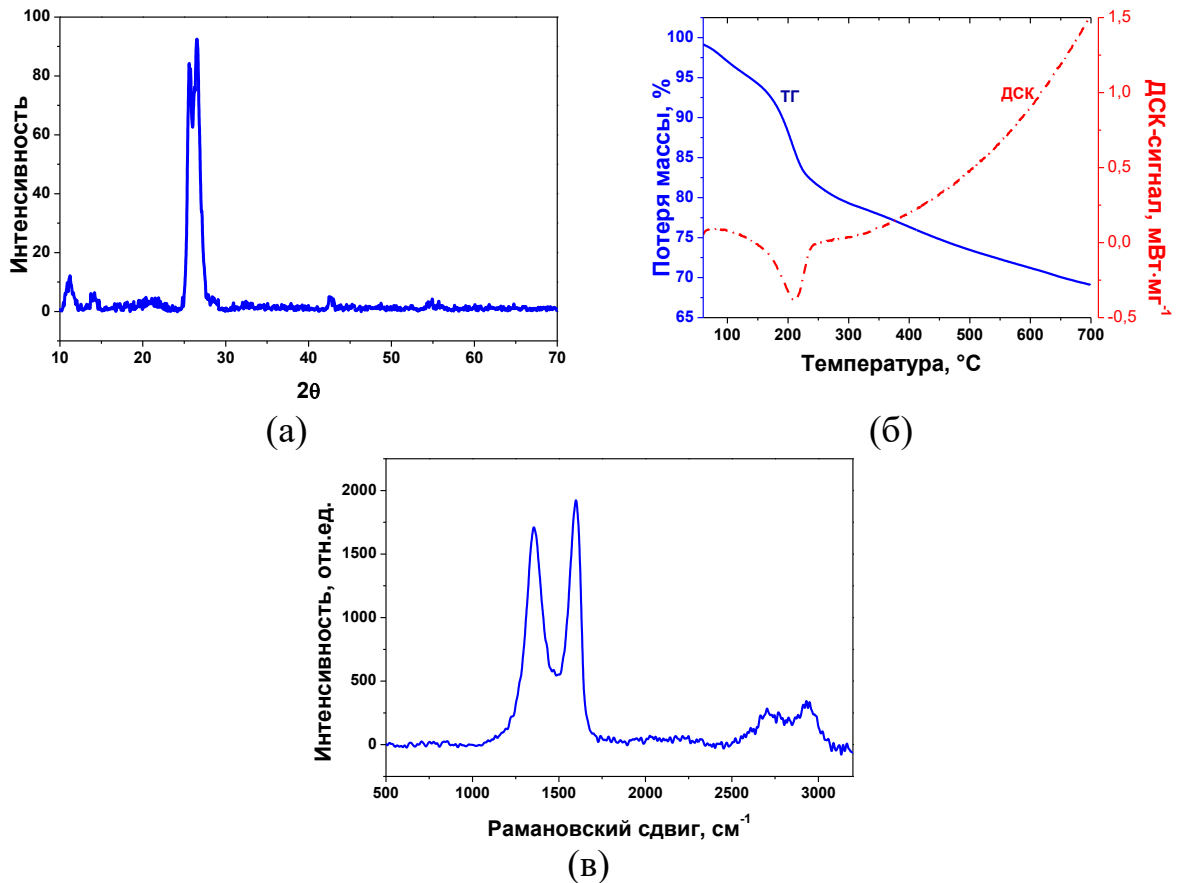 100
80
60
40
20
0
10 20 30 40 50 60 70
Интенсивность
2θ
(а)
100
95
90
85
80
75
70
65
100 200 300 400 500 600 700
1,5
1,0
0,5
0,0
-0,5
ТГ
ДСК
Потеря массы, %
ДСК-сигнал, мВт·мг⁻¹
Температура, °C
(б)
2000
1500
1000
500
0
500 1000 1500 2000 2500 3000
Интенсивность, отн.ед.
Рамановский сдвиг, см⁻¹
(в)